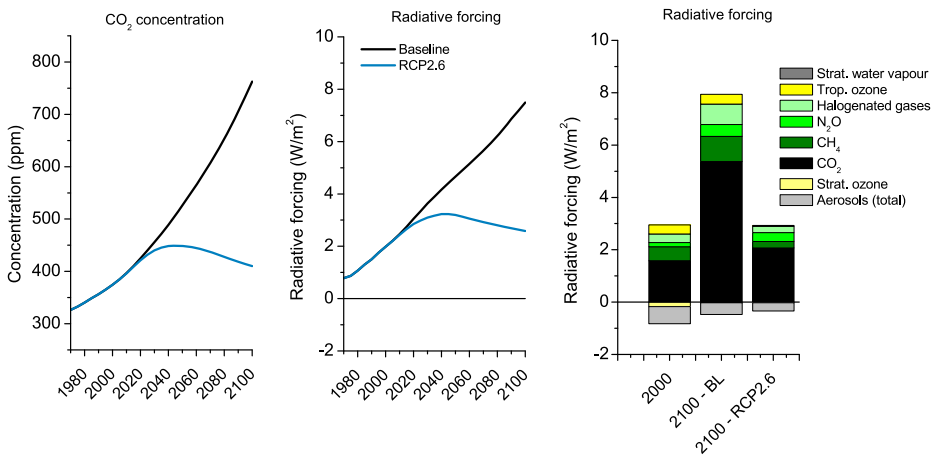 CO₂ concentration
Concentration (ppm)
800
700
600
500
400
300
1980
2000
2020
2040
2060
2080
2100
Radiative forcing
Radiative forcing (W/m²)
10
8
6
4
2
0
-2
Baseline
RCP2.6
1980
2000
2020
2040
2060
2080
2100
Radiative forcing
Radiative forcing (W/m²)
10
8
6
4
2
0
-2
Strat. water vapour
Trop. ozone
Halogenated gases
N₂O
CH₄
CO₂
Strat. ozone
Aerosols (total)
2000
2100 - BL
2100 - RCP2.6